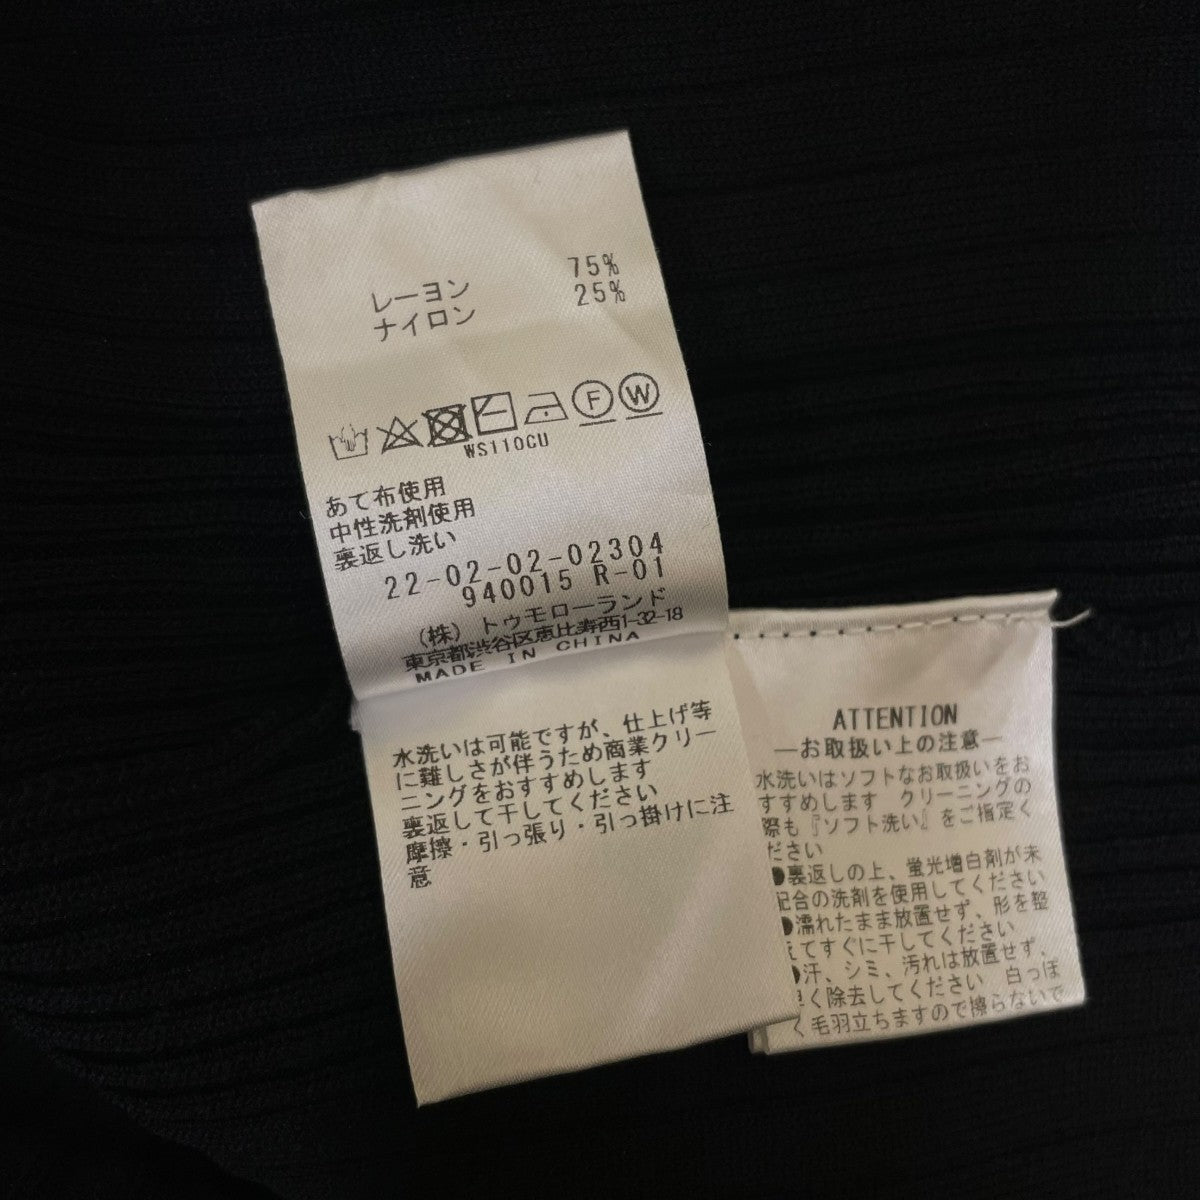 レーヨン 75%
ナイロン 25%
F W
WS110CU
あて布使用
中性洗剤使用
裏返し洗い
22-02-02-02304
940015 R-01
(株) トゥモローランド
東京都渋谷区恵比寿西1-32-18
MADE IN CHINA
水洗いは可能ですが、仕上げ等
に難しさが伴うため商業クリー
ニングをおすすめします
裏返して干してください
摩擦・引っ張り・引っ掛けに注
意
ATTENTION
―お取扱い上の注意―
水洗いはソフトなお取扱いをお
すすめします クリーニングの
際も『ソフト洗い』をご指定く
ださい
●裏返しの上、蛍光増白剤が未
配合の洗剤を使用してください
●濡れたまま放置せず、形を整
えてすぐに干してください
●汗、シミ、汚れは放置せず、
早く除去してください 白っぽ
く毛羽立ちますので擦らないで